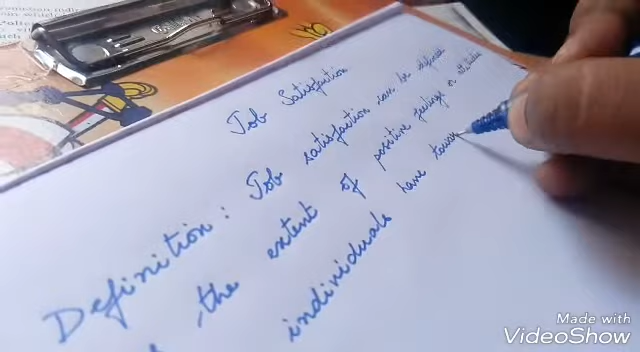 Job Satisfaction
Definition: Job satisfaction can be defined
the extent of positive feelings or attitudes
individuals have
Made with
VideoShow